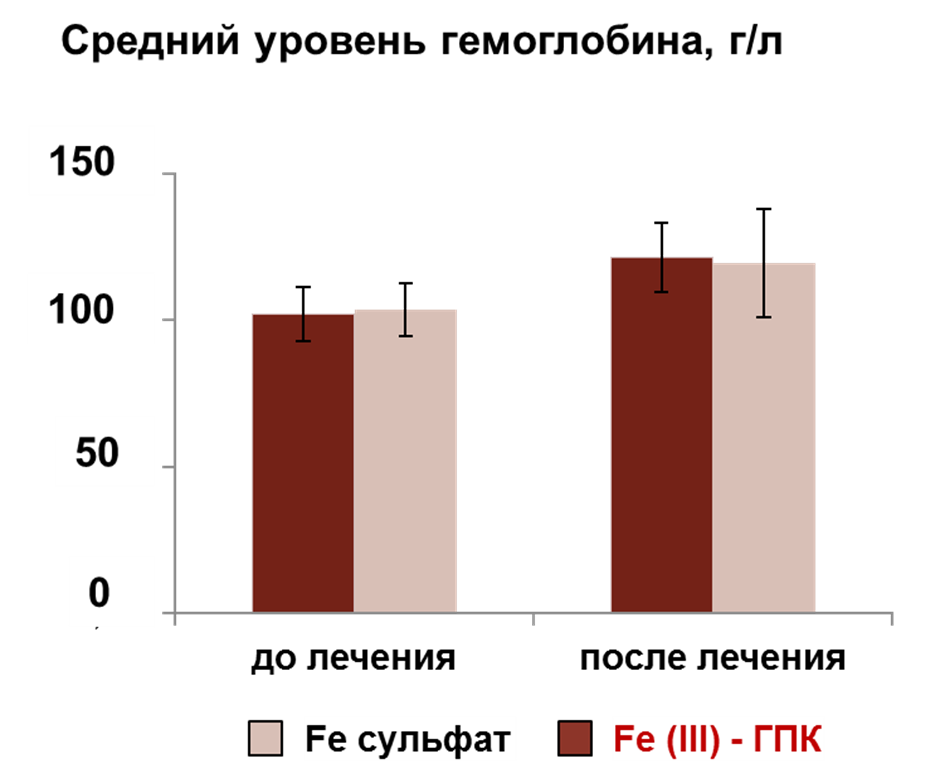 Средний уровень гемоглобина, г/л
150
100
50
0
до лечения после лечения
Fe сульфат Fe (III) - ГПК